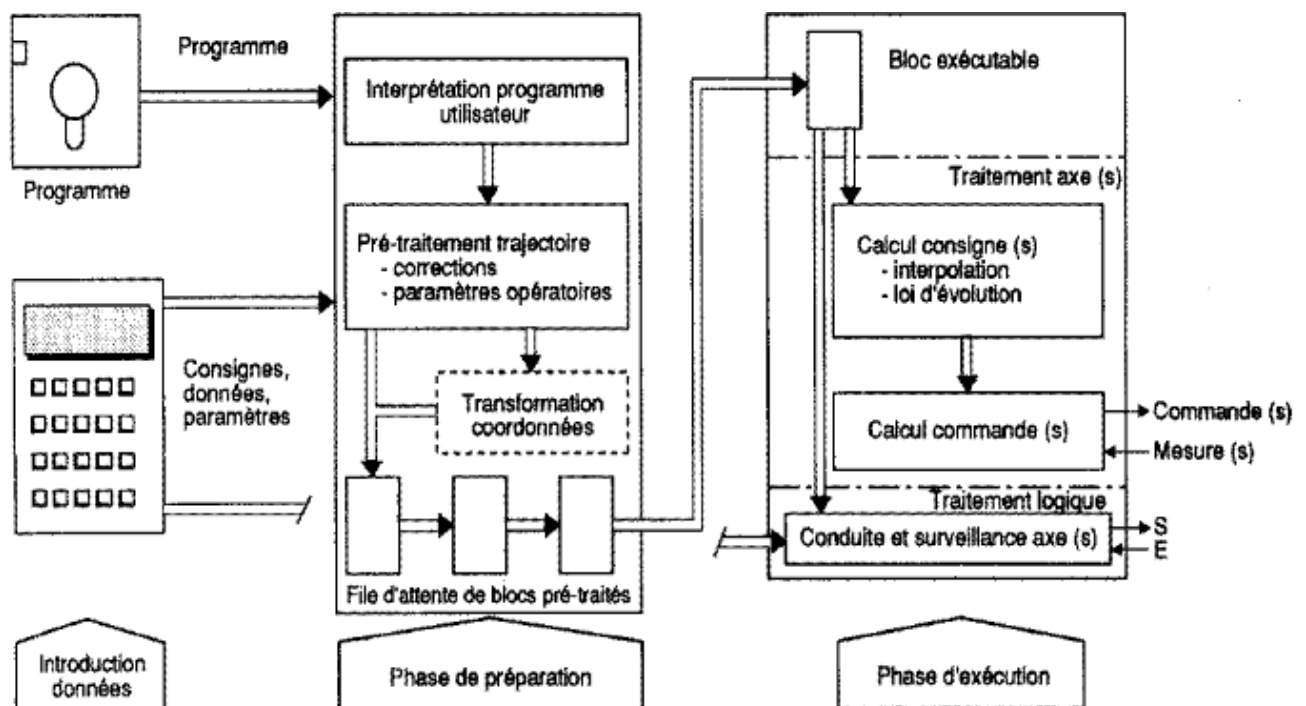 Programme
Programme
Consignes,
données,
paramètres
Introduction
données
Interprétation programme
utilisateur
Pré-traitement trajectoire
- corrections
- paramètres opératoires
Transformation
coordonnées
File d'attente de blocs pré-traités
Phase de préparation
Bloc exécutable
Traitement axe (s)
Calcul consigne (s)
- interpolation
- loi d'évolution
Calcul commande (s)
Commande (s)
Mesure (s)
Traitement logique
Conduite et surveillance axe (s)
S
E
Phase d'exécution